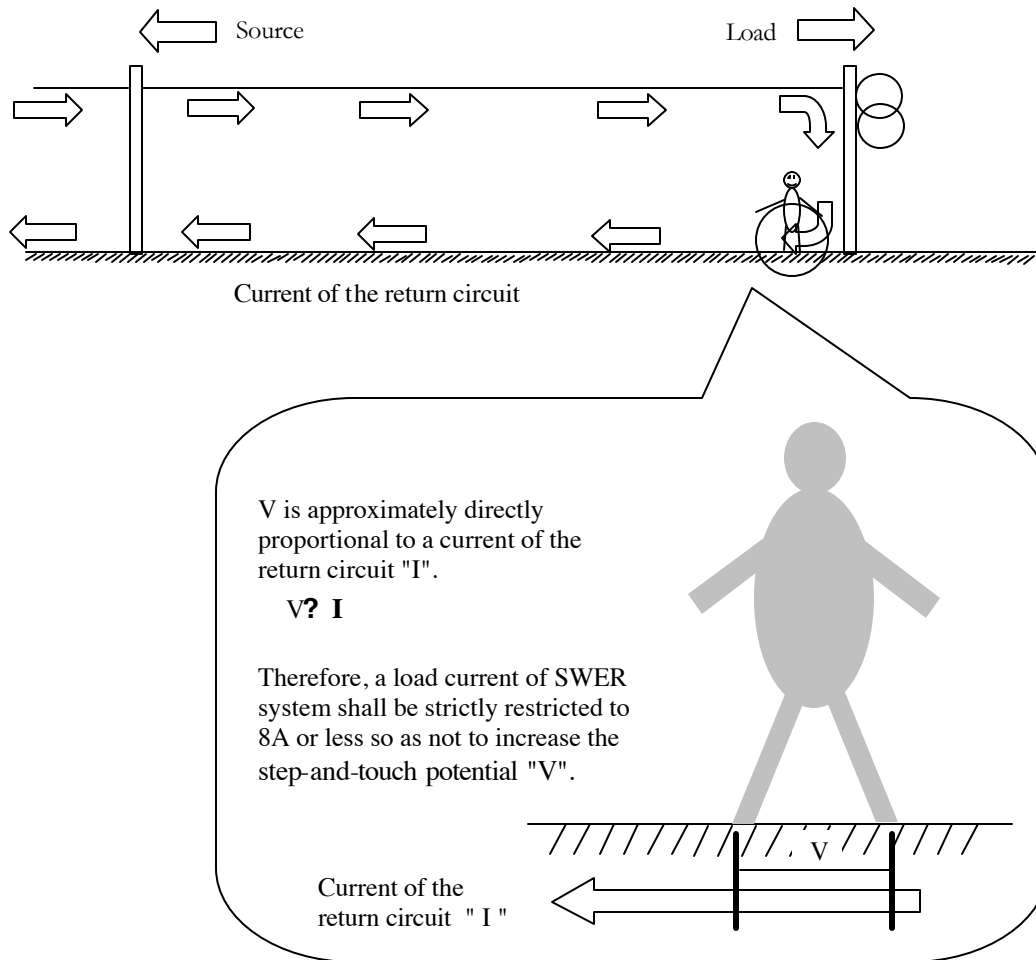 Source
Load
Current of the return circuit
V is approximately directly
proportional to a current of the
return circuit "I".
V? I
Therefore, a load current of SWER
system shall be strictly restricted to
8A or less so as not to increase the
step-and-touch potential "V".
V
Current of the
return circuit " I "